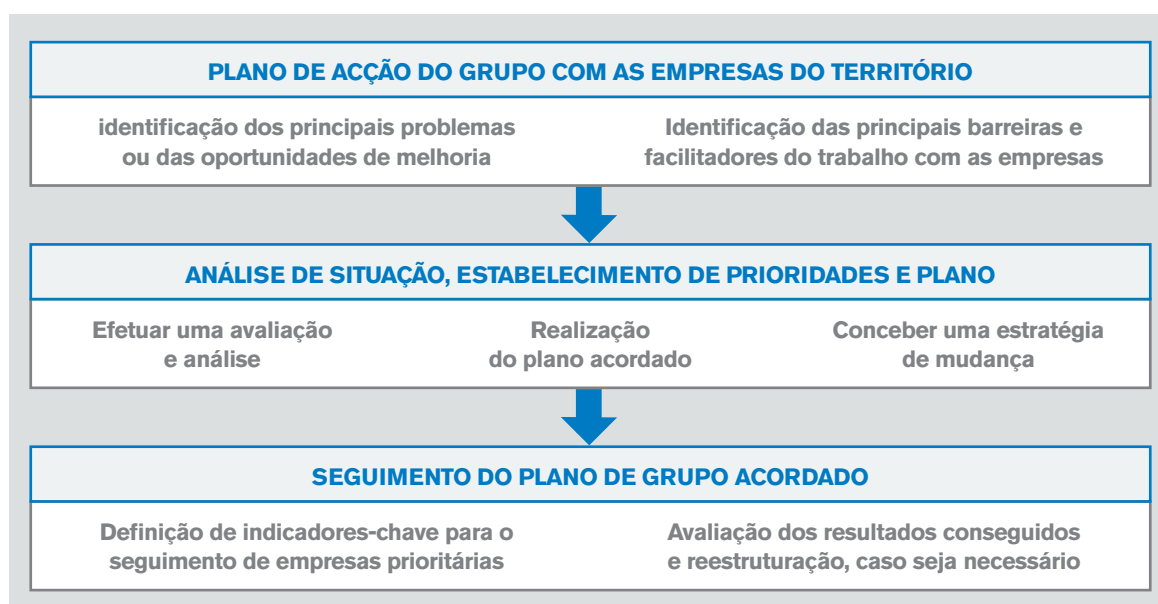 PLANO DE ACÇÃO DO GRUPO COM AS EMPRESAS DO TERRITÓRIO
identificação dos principais problemas
ou das oportunidades de melhoria
Identificação das principais barreiras e
facilitadores do trabalho com as empresas
ANÁLISE DE SITUAÇÃO, ESTABELECIMENTO DE PRIORIDADES E PLANO
Efetuar uma avaliação
e análise
Realização
do plano acordado
Conceber uma estratégia
de mudança
SEGUIMENTO DO PLANO DE GRUPO ACORDADO
Definição de indicadores-chave para o
seguimento de empresas prioritárias
Avaliação dos resultados conseguidos
e reestruturação, caso seja necessário